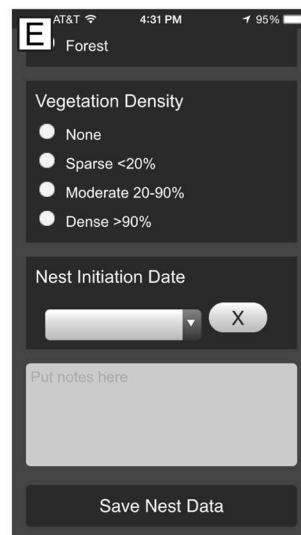 E AT&T 4:31 PM 95%
Forest
Vegetation Density
None
Sparse <20%
Moderate 20-90%
Dense >90%
Nest Initiation Date
X
Put notes here
Save Nest Data